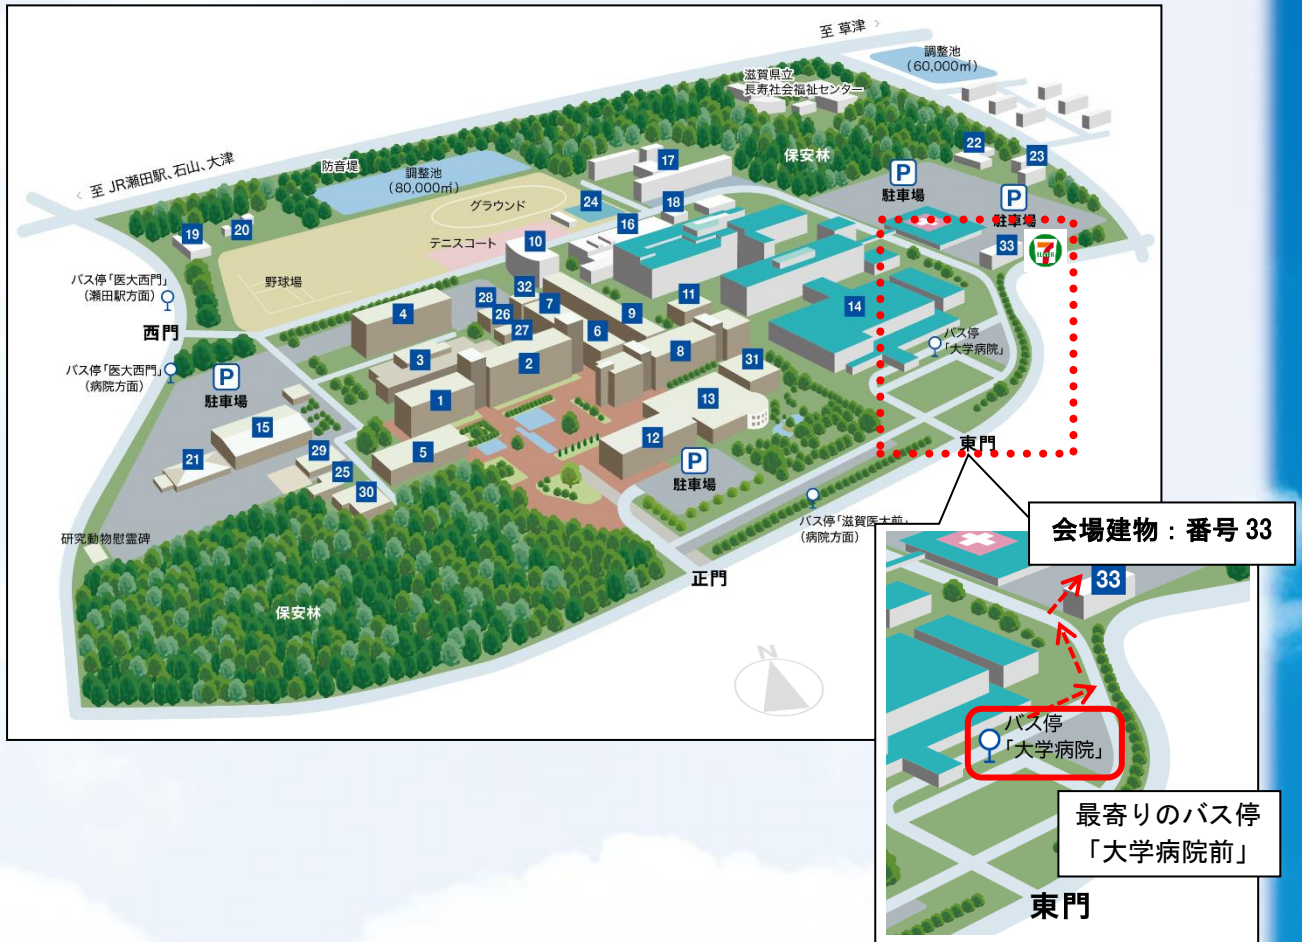 至 草津
調整池
(60,000㎡)
滋賀県立
長寿社会福祉センター
保安林
22
23
P
駐車場
P
駐車場
17
至 JR瀬田駅、石山、大津
防音堤
調整池
(80,000㎡)
グラウンド
24
18
16
テニスコート
10
19
20
33
7
ELEVEN
バス停「医大西門」
(瀬田駅方面)
野球場
西門
28
32
26
7
27
4
9
11
6
14
バス停
「大学病院」
バス停「医大西門」
(病院方面)
P
駐車場
3
2
8
31
1
13
15
12
5
P
駐車場
東門
29
21
25
30
バス停「滋賀医大前」
(病院方面)
研究動物慰霊碑
正門
保安林
N
会場建物：番号 33
33
バス停
「大学病院」
最寄りのバス停
「大学病院前」
東門